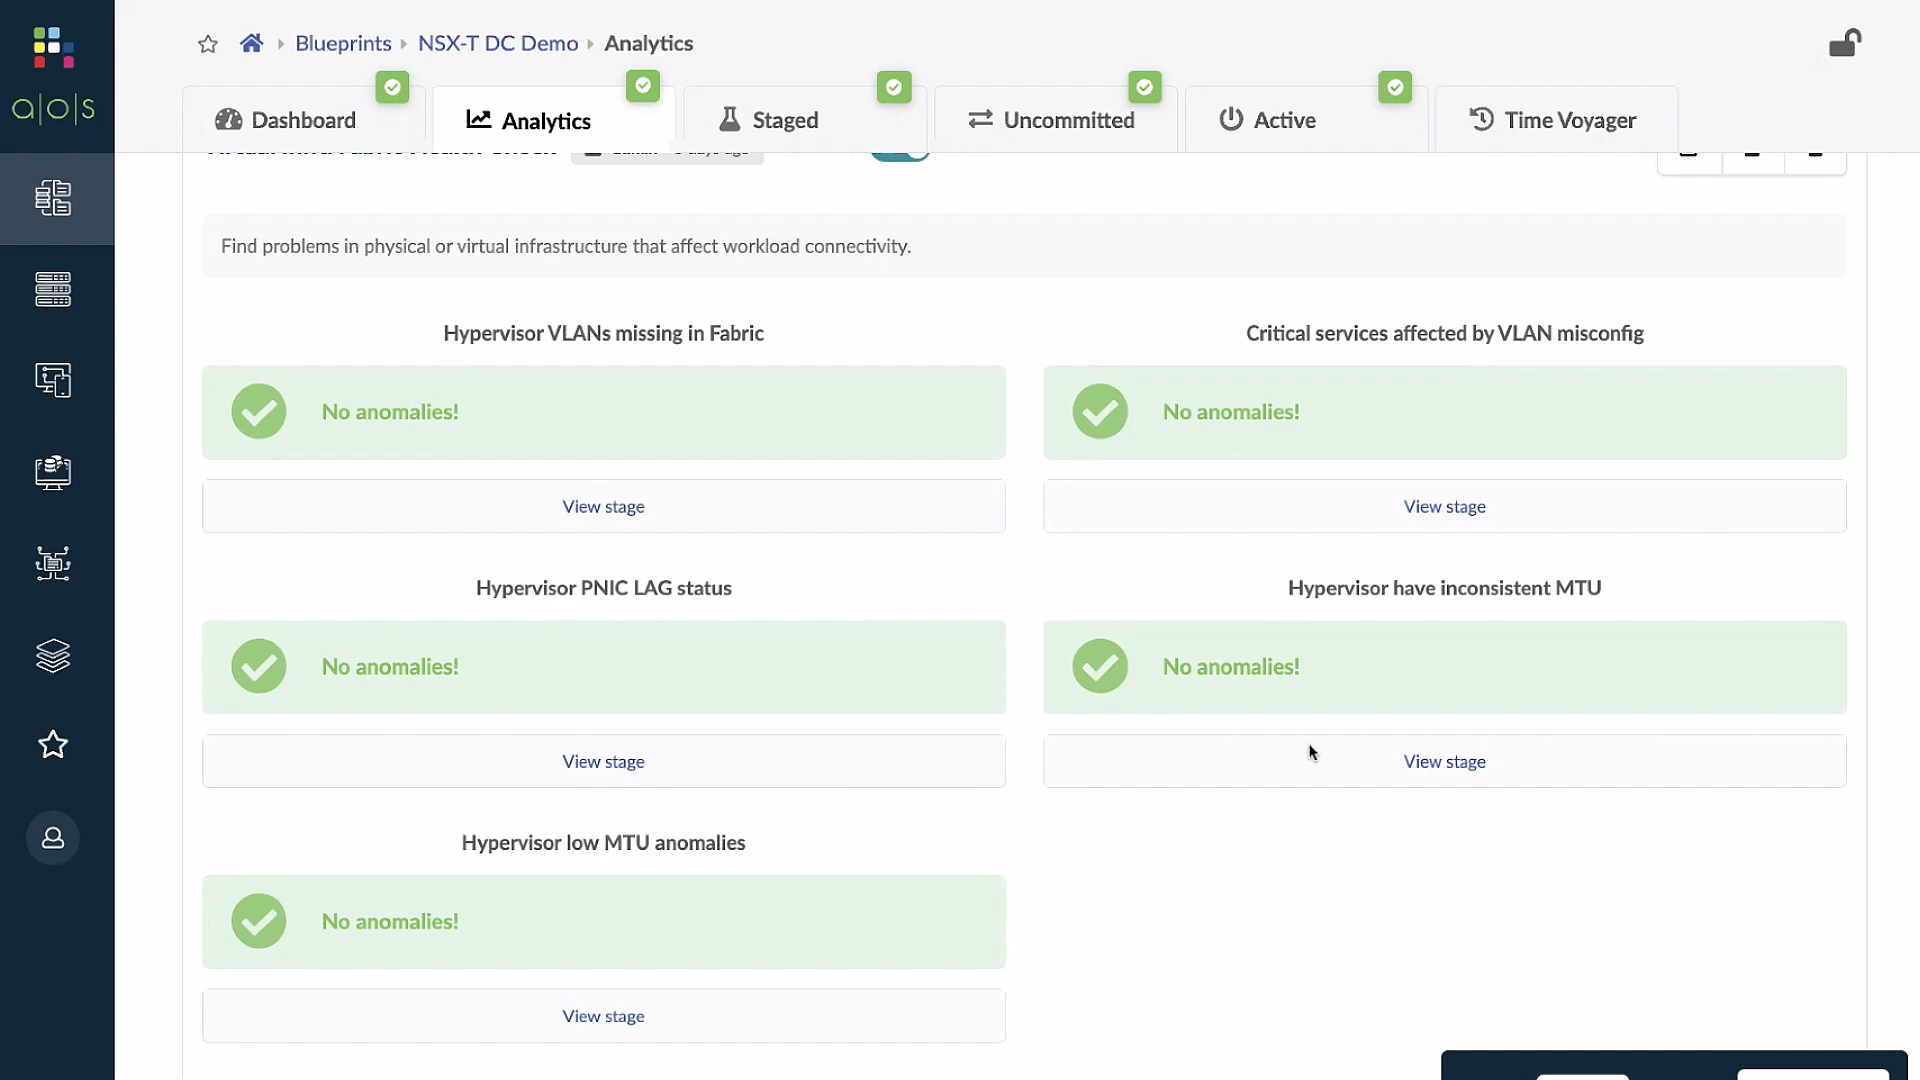 Blueprints NSX-T DC Demo Analytics
a|o|s
Dashboard
Analytics
Staged
Uncommitted
Active
Time Voyager
Find problems in physical or virtual infrastructure that affect workload connectivity.
Hypervisor VLANs missing in Fabric
Critical services affected by VLAN misconfig
No anomalies!
No anomalies!
View stage
View stage
Hypervisor PNIC LAG status
Hypervisor have inconsistent MTU
No anomalies!
No anomalies!
View stage
View stage
Hypervisor low MTU anomalies
No anomalies!
View stage